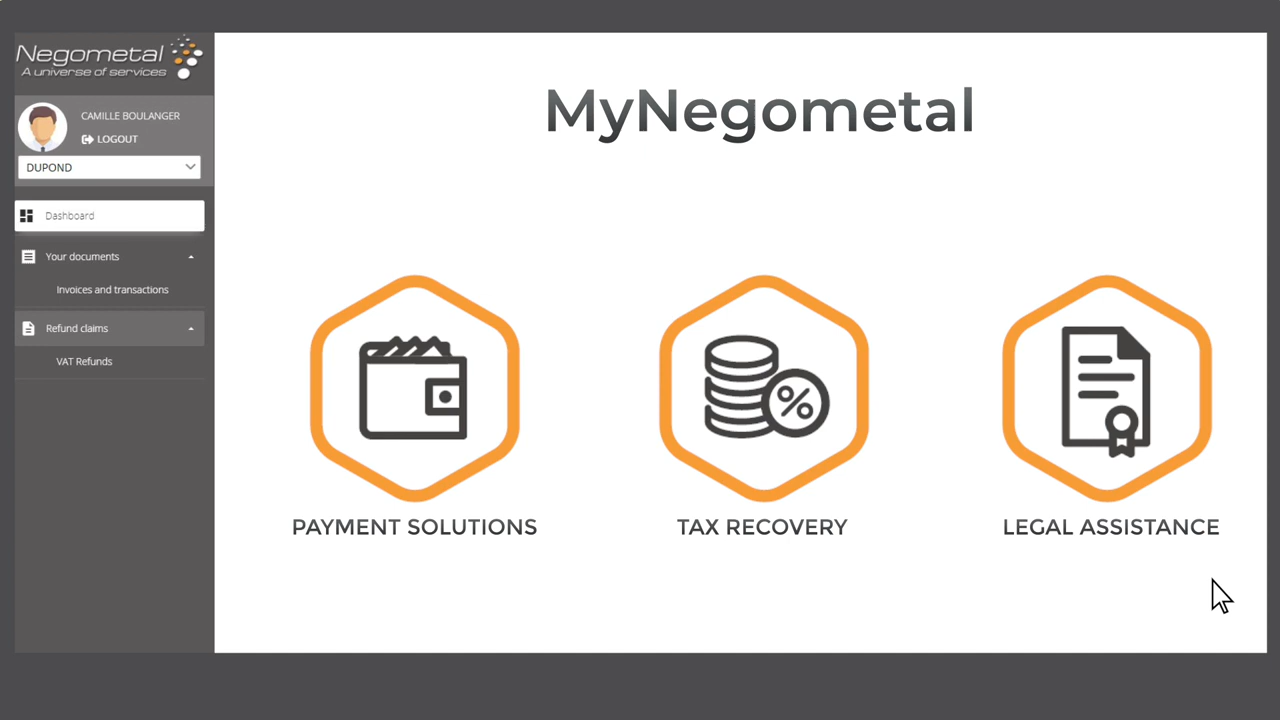 Negometal
A universe of services
CAMILLE BOULANGER
LOGOUT
DUPOND
Dashboard
Your documents
Invoices and transactions
Refund claims
VAT Refunds
MyNegometal
PAYMENT SOLUTIONS
TAX RECOVERY
%
LEGAL ASSISTANCE